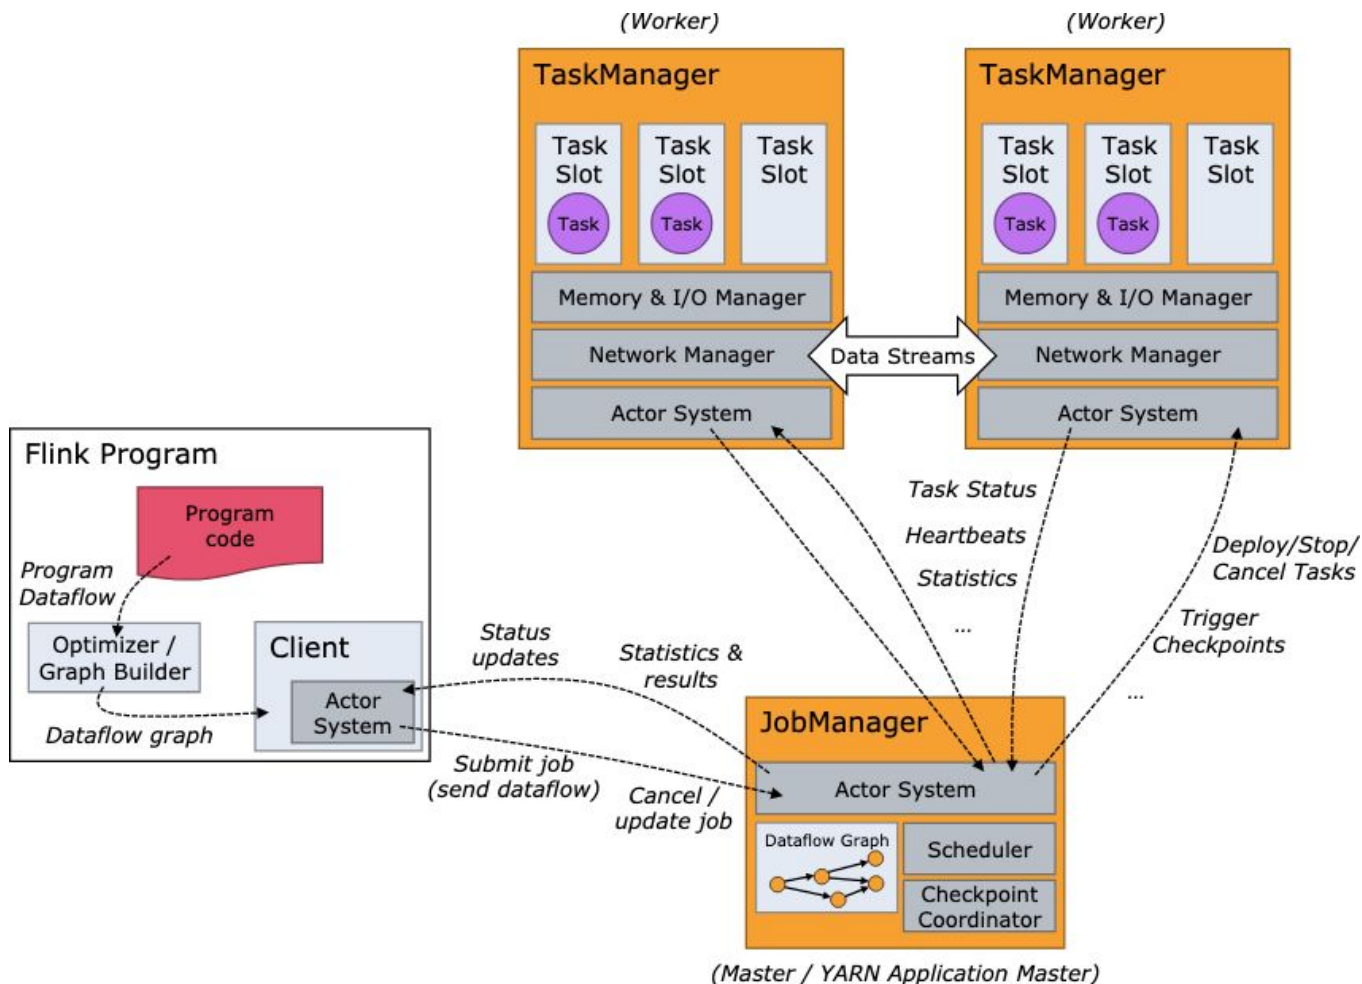 (Worker)
(Worker)
TaskManager
Task
Slot
Task
Task
Slot
Task
Task
Slot
Memory & I/O Manager
Network Manager
Actor System
Data Streams
TaskManager
Task
Slot
Task
Task
Slot
Task
Task
Slot
Memory & I/O Manager
Network Manager
Actor System
Flink Program
Program
code
Program
Dataflow
Optimizer /
Graph Builder
Dataflow graph
Client
Actor
System
Status
updates
Statistics &
results
Submit job
(send dataflow)
Cancel /
update job
Task Status
Heartbeats
Statistics
...
Deploy/Stop/
Cancel Tasks
Trigger
Checkpoints
...
JobManager
Actor System
Dataflow Graph
Scheduler
Checkpoint
Coordinator
(Master / YARN Application Master)